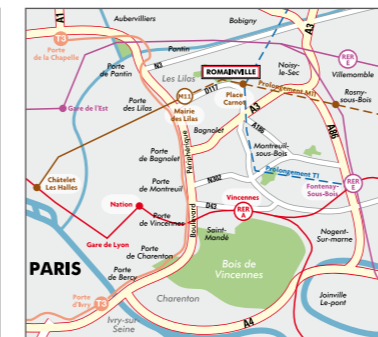 A1
Aubervilliers
Bobigny
A3
T3
Porte
de la Chapelle
Pantin
N3
RER
E
Villemomble
Porte
de Pantin
Les Lilas
ROMAINVILLE
Noisy-
le-Sec
Gare de l'Est
Porte
des Lilas
M11
D117
Mairie
des Lilas
Place
Carnot
Prolongement M11
Rosny-
sous-Bois
A3
A186
A86
Bagnolet
Porte
de Bagnolet
Périphérique
Montreuil-
sous-Bois
Châtelet
Les Halles
Porte
de Montreuil
N302
Prolongement T1
Fontenay-
Sous-Bois
RER
E
Nation
D43
Vincennes
RER
A
Porte
de Vincennes
Boulevard
Saint-
Mandé
Gare de Lyon
Nogent-
Sur-marne
PARIS
Porte
de Charenton
Bois de
Vincennes
Porte
de Bercy
Joinville
Le-pont
Porte
d'Ivry
T3
Charenton
Ivry-sur-
Seine
A4